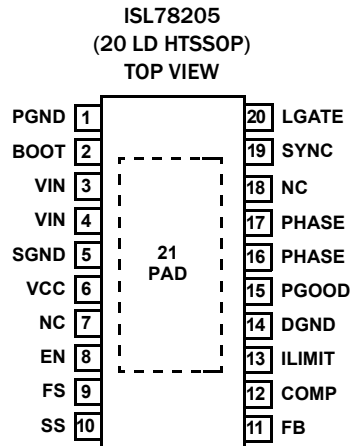 ISL78205
(20 LD HTSSOP)
TOP VIEW
PGND 1 20 LGATE
BOOT 2 19 SYNC
VIN 3 18 NC
VIN 4 17 PHASE
SGND 5 16 PHASE
VCC 6 15 PGOOD
NC 7 14 DGND
EN 8 13 ILIMIT
FS 9 12 COMP
SS 10 11 FB
21
PAD